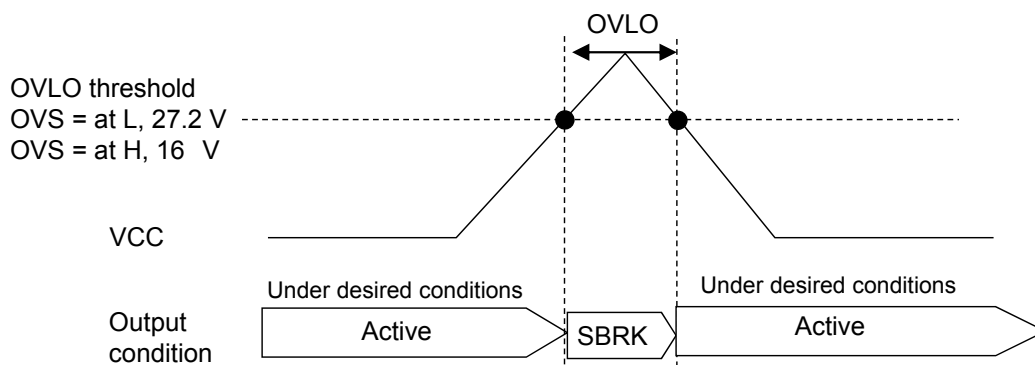 OVLO
OVLO threshold
OVS = at L, 27.2 V
OVS = at H, 16 V
VCC
Under desired conditions
Under desired conditions
Output
condition
Active
SBRK
Active